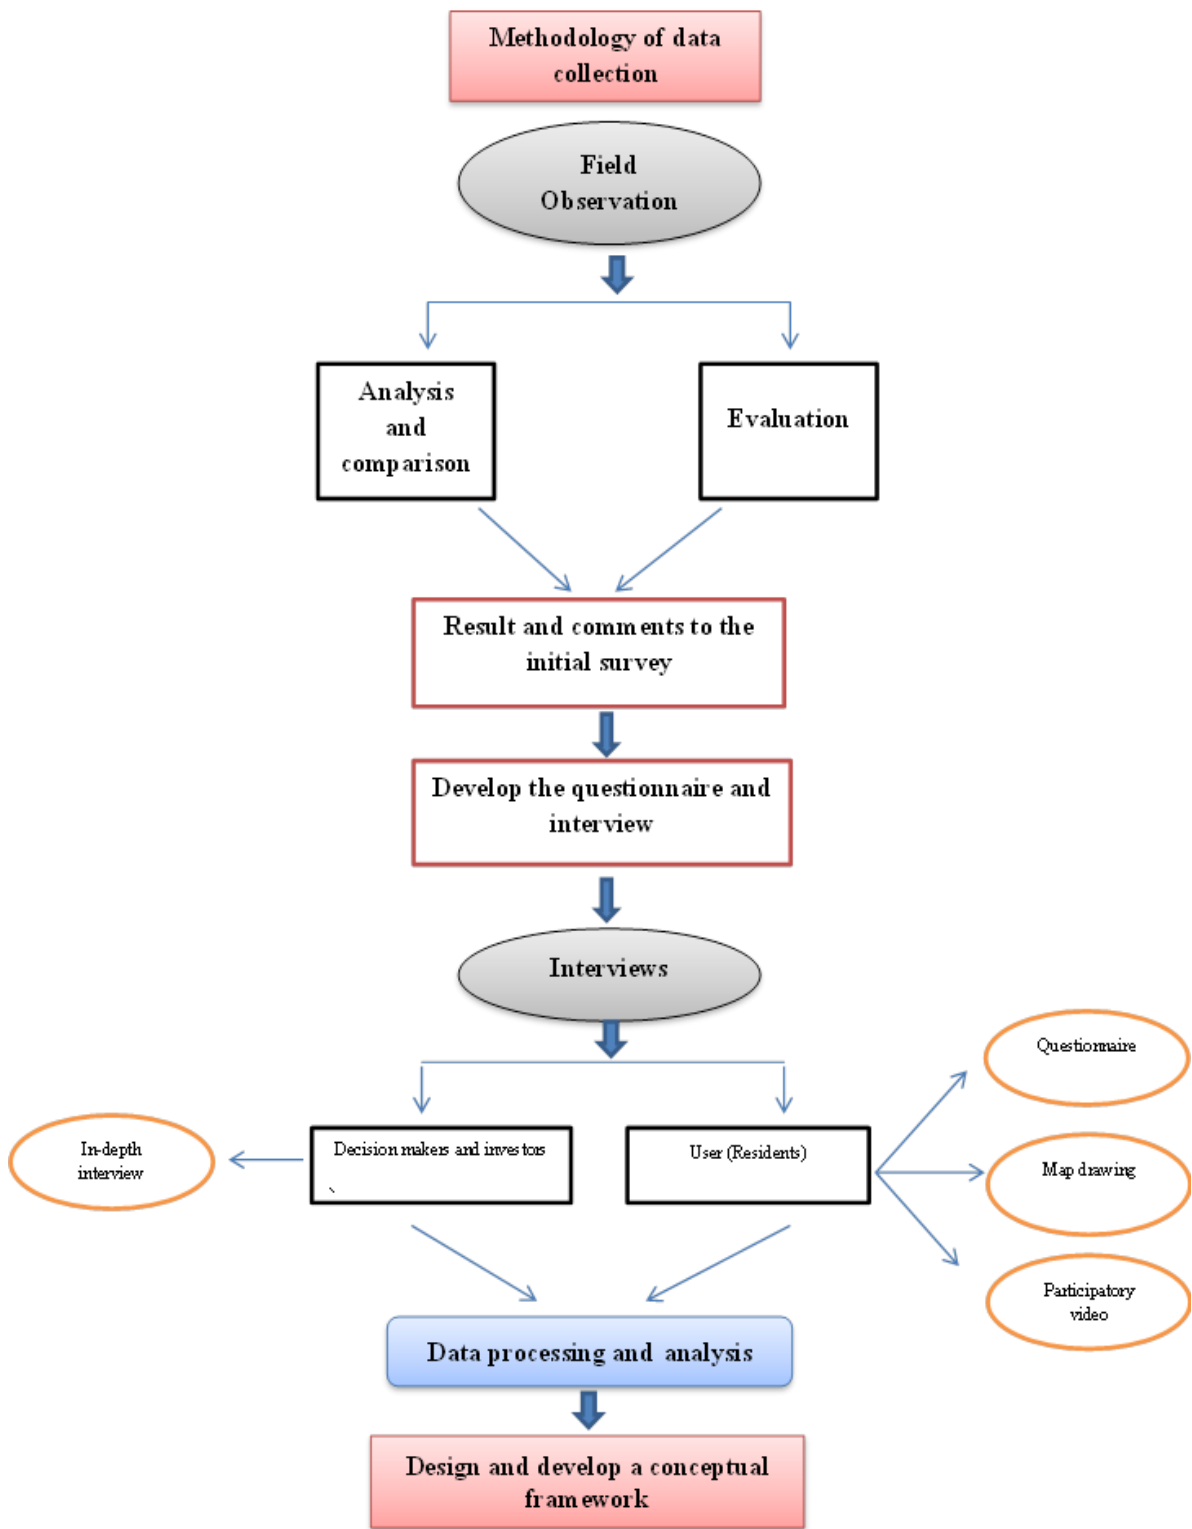 Methodology of data
collection
Field
Observation
Analysis
and
comparison
Evaluation
Result and comments to the
initial survey
Develop the questionnaire and
interview
Interviews
Questionnaire
In-depth
interview
Decision makers and investors
User (Residents)
Map drawing
Participatory
video
Data processing and analysis
Design and develop a conceptual
framework